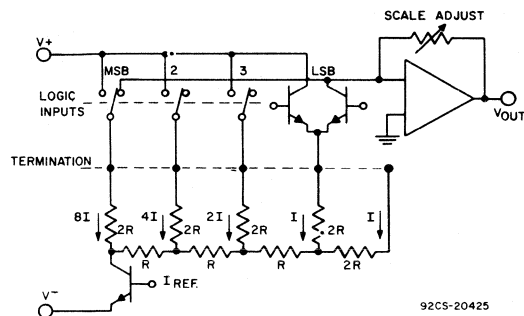 SCALE ADJUST
V+
MSB 2 3 LSB
LOGIC
INPUTS
VOUT
TERMINATION
8I 2R 4I 2R 2I 2R I 2R I
R R R 2R
I REF.
V-
92CS-20425